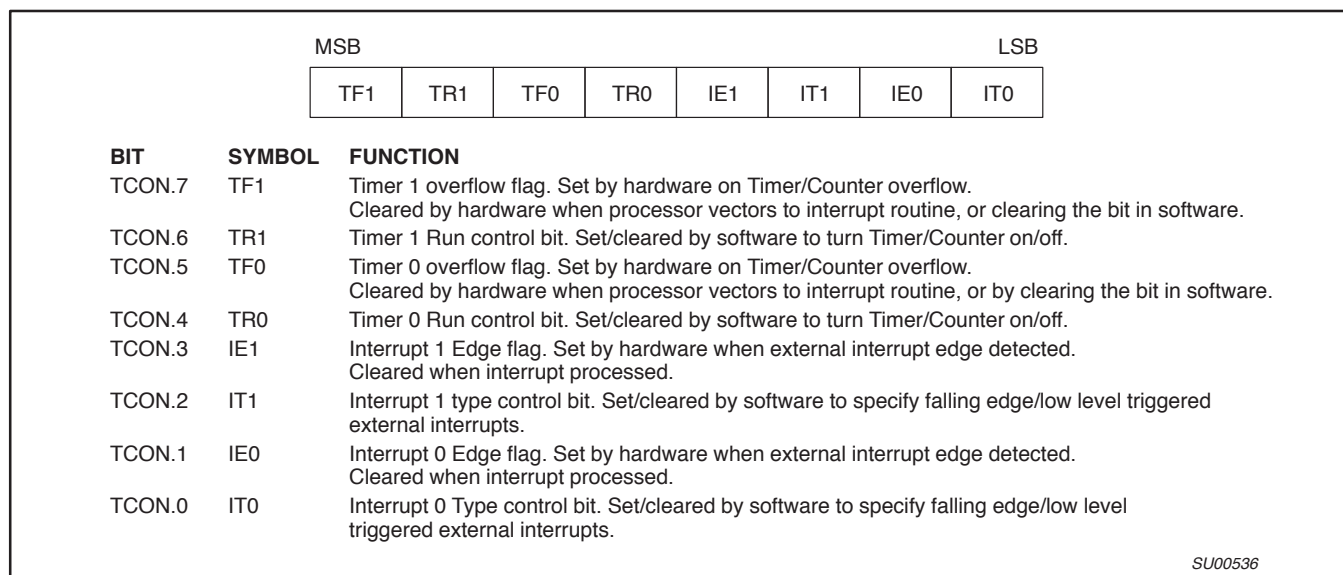 MSB LSB
TF1 TR1 TF0 TR0 IE1 IT1 IE0 IT0
BIT SYMBOL FUNCTION
TCON.7 TF1 Timer 1 overflow flag. Set by hardware on Timer/Counter overflow.
Cleared by hardware when processor vectors to interrupt routine, or clearing the bit in software.
TCON.6 TR1 Timer 1 Run control bit. Set/cleared by software to turn Timer/Counter on/off.
TCON.5 TF0 Timer 0 overflow flag. Set by hardware on Timer/Counter overflow.
Cleared by hardware when processor vectors to interrupt routine, or by clearing the bit in software.
TCON.4 TR0 Timer 0 Run control bit. Set/cleared by software to turn Timer/Counter on/off.
TCON.3 IE1 Interrupt 1 Edge flag. Set by hardware when external interrupt edge detected.
Cleared when interrupt processed.
TCON.2 IT1 Interrupt 1 type control bit. Set/cleared by software to specify falling edge/low level triggered
external interrupts.
TCON.1 IE0 Interrupt 0 Edge flag. Set by hardware when external interrupt edge detected.
Cleared when interrupt processed.
TCON.0 IT0 Interrupt 0 Type control bit. Set/cleared by software to specify falling edge/low level
triggered external interrupts.
SU00536